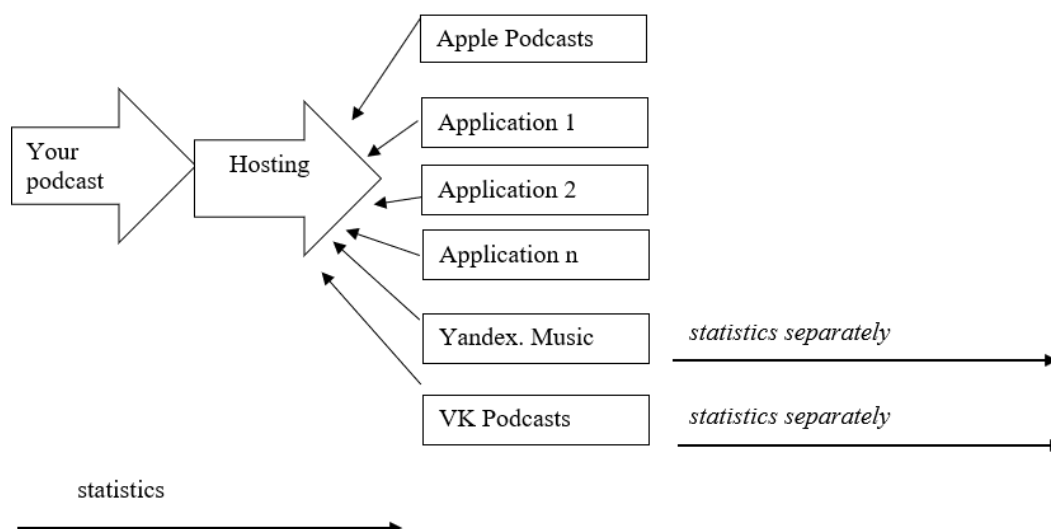 Apple Podcasts
Your
podcast
Hosting
Application 1
Application 2
Application n
Yandex. Music
statistics separately
VK Podcasts
statistics separately
statistics